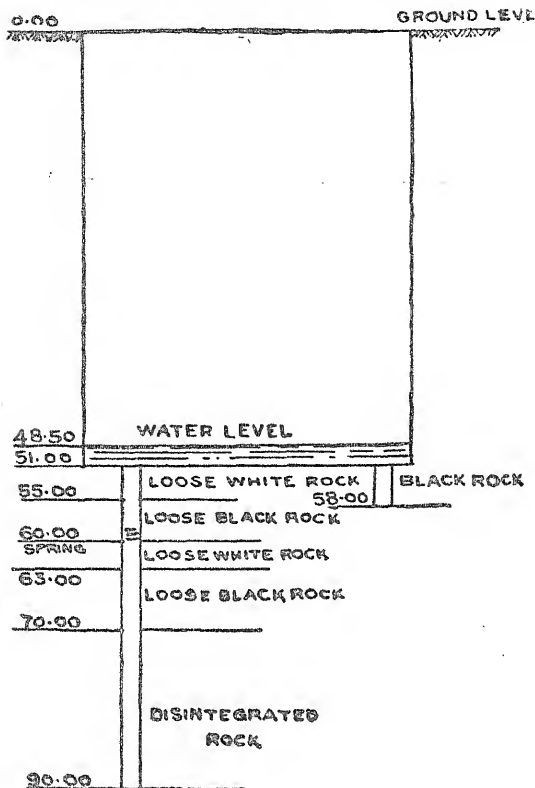 0.00 GROUND LEVL
WATER LEVEL
48.50
51.00
LOOSE WHITE ROCK
BLACK ROCK
55.00
58.00
LOOSE BLACK ROCK
60.00
SPRING
LOOSE WHITE ROCK
63.00
LOOSE BLACK ROCK
70.00
DISINTEGRATED
ROCK
90.00